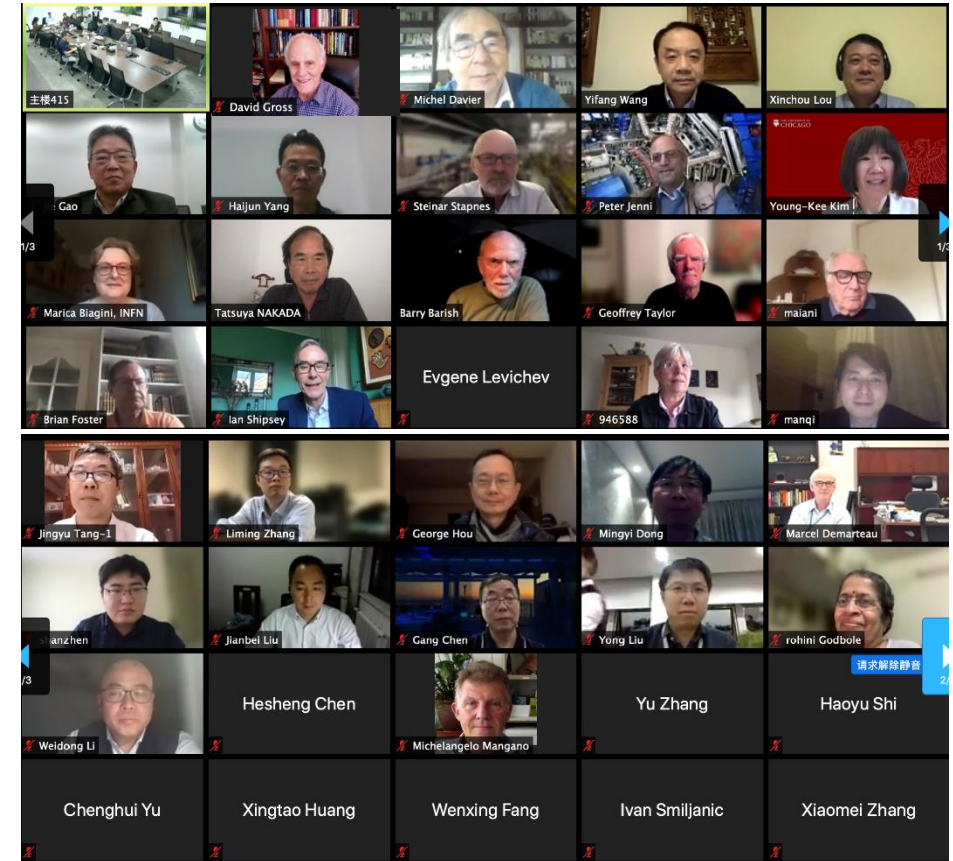 主楼415
David Gross
Michel Davier
Yifang Wang
Xinchou Lou
Gao
Haijun Yang
Steinar Stapnes
Peter Jenni
CHICAGO
Young-Kee Kim
1/3
1/3
Marica Biagini, INFN
Tatsuya NAKADA
Barry Barish
Geoffrey Taylor
maiani
Brian Foster
Ian Shipsey
Evgene Levichev
946588
manqi
Jingyu Tang-1
Liming Zhang
George Hou
Mingyi Dong
Marcel Demarteau
shanzhen
Jianbei Liu
Gang Chen
Yong Liu
rohini Godbole
请求解除静音
/3
2/
Weidong Li
Hesheng Chen
Michelangelo Mangano
Yu Zhang
Haoyu Shi
Chenghui Yu
Xingtao Huang
Wenxing Fang
Ivan Smiljanic
Xiaomei Zhang